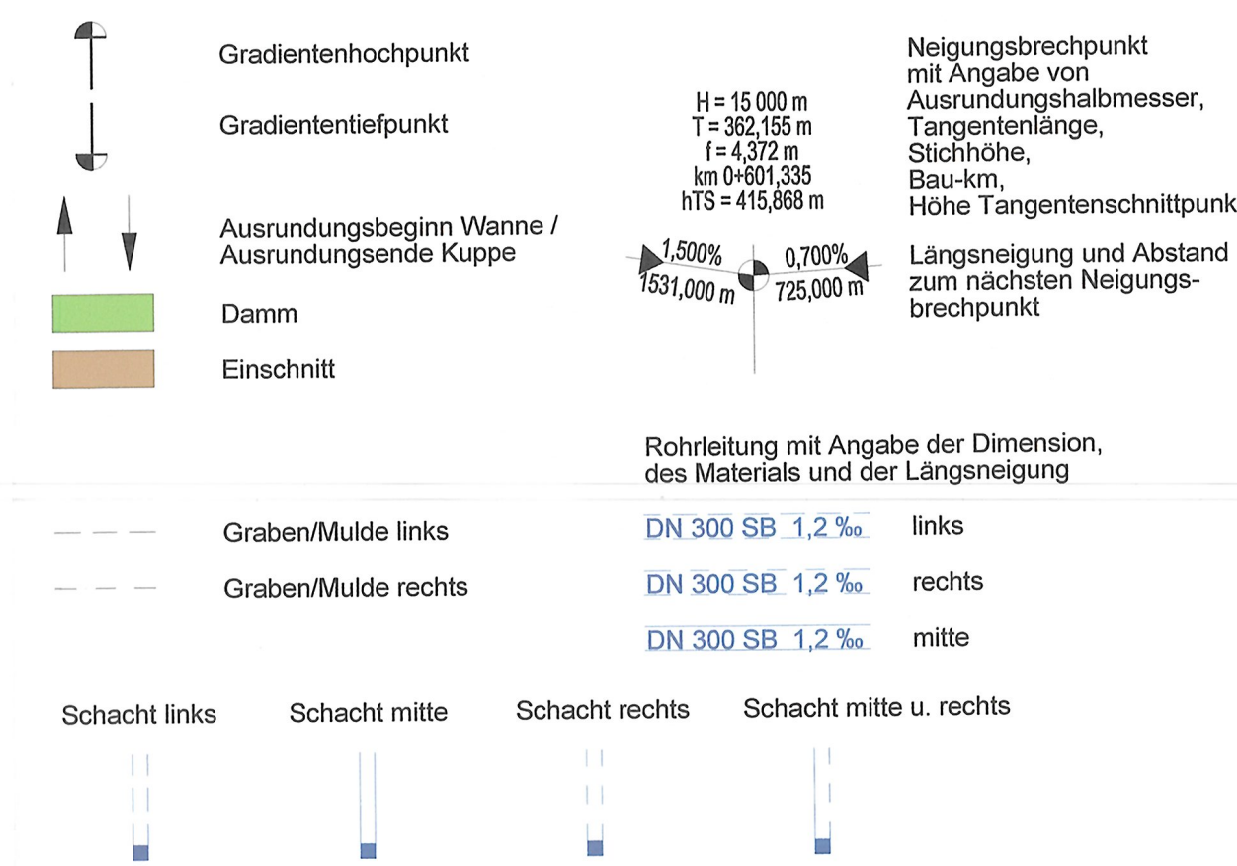 Gradientenhochpunkt
Gradiententiefpunkt
Ausrundungsbeginn Wanne /
Ausrundungsende Kuppe
Damm
Einschnitt
H = 15 000 m
T = 362,155 m
f = 4,372 m
km 0+601,335
hTS = 415,868 m
Neigungsbrechpunkt
mit Angabe von
Ausrundungshalbmesser,
Tangentenlänge,
Stichhöhe,
Bau-km,
Höhe Tangentenschnittpunk
1,500%
0,700%
1531,000 m
725,000 m
Längsneigung und Abstand
zum nächsten Neigungs-
brechpunkt
Rohrleitung mit Angabe der Dimension,
des Materials und der Längsneigung
Graben/Mulde links
DN 300 SB 1,2 ‰ links
Graben/Mulde rechts
DN 300 SB 1,2 ‰ rechts
DN 300 SB 1,2 ‰ mitte
Schacht links
Schacht mitte
Schacht rechts
Schacht mitte u. rechts